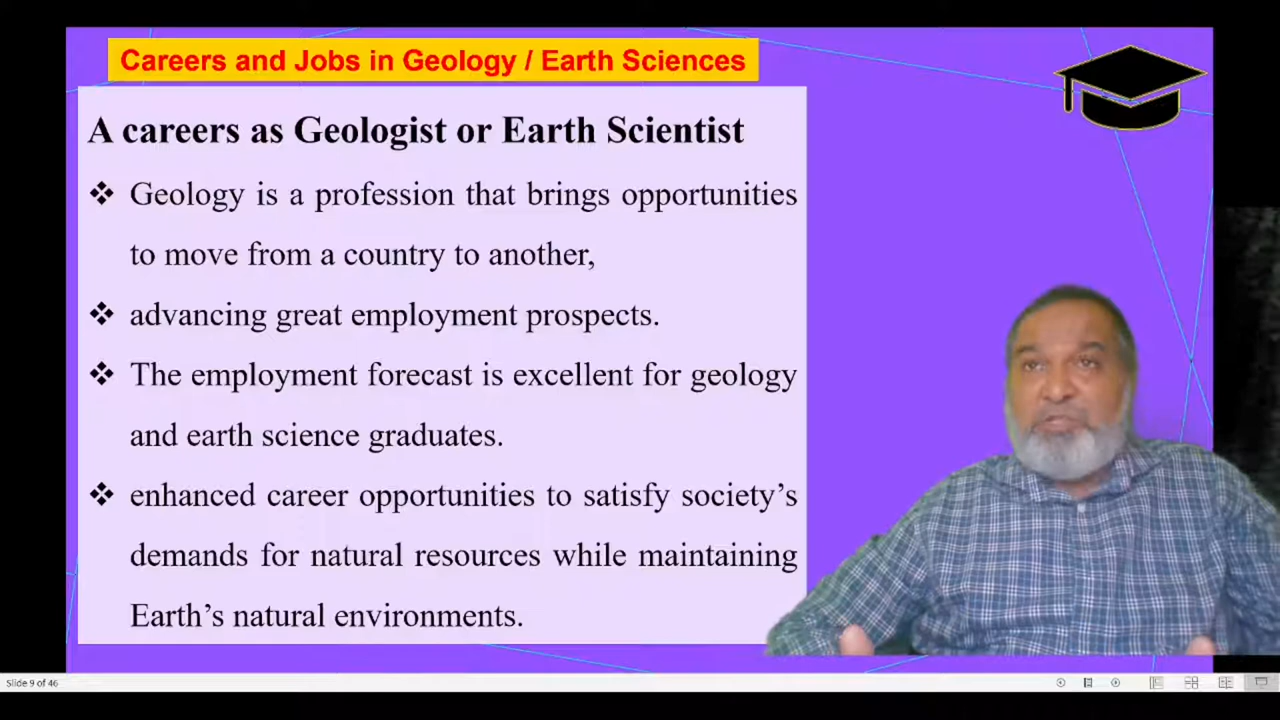 Careers and Jobs in Geology / Earth Sciences
A careers as Geologist or Earth Scientist
❖ Geology is a profession that brings opportunities
to move from a country to another,
❖ advancing great employment prospects.
❖ The employment forecast is excellent for geology
and earth science graduates.
❖ enhanced career opportunities to satisfy society’s
demands for natural resources while maintaining
Earth’s natural environments.
Slide 9 of 46